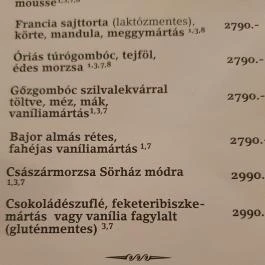 mousse 1,3,7,8
Francia sajttorta (laktózmentes),
körte, mandula, meggymártás 1,3,8 2790.-
Óriás túrógombóc, tejföl,
édes morzsa 1,3,7,8 2790.-
Gőzgombóc szilvalekvárral
töltve, méz, mák, 2790.-
vaníliamártás 1,3,7
Bajor almás rétes,
fahéjas vaníliamártás 1,7 2790.
Császármorzsa Sörház módra 2990.
1,3,7
Csokoládészuflé, feketeribiszke-
mártás vagy vanília fagylalt 2990.
(gluténmentes) 3,7